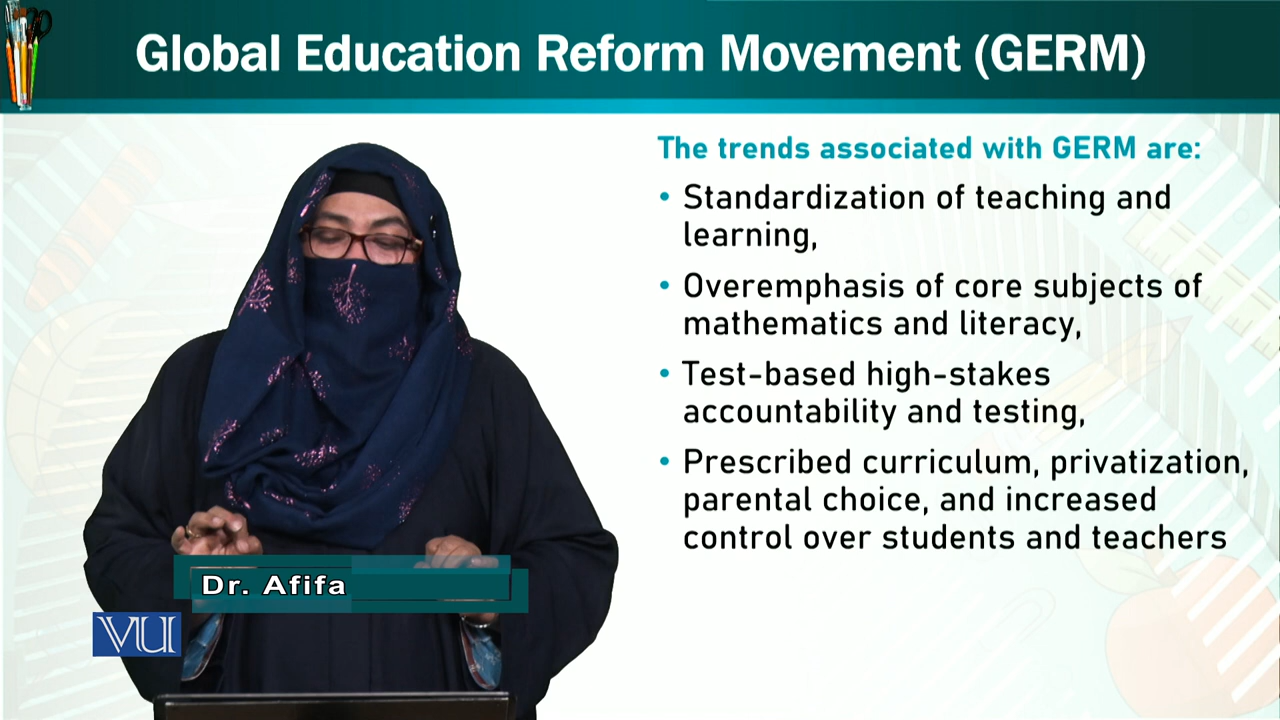 Global Education Reform Movement (GERM)
The trends associated with GERM are:
• Standardization of teaching and
learning,
• Overemphasis of core subjects of
mathematics and literacy,
• Test-based high-stakes
accountability and testing,
• Prescribed curriculum, privatization,
parental choice, and increased
control over students and teachers
Dr. Afifa
VU